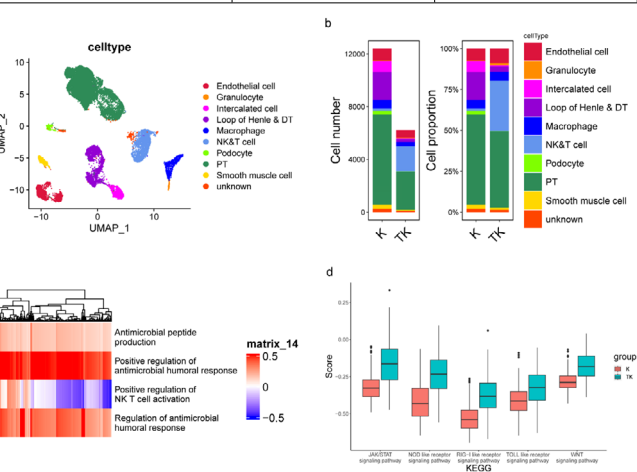 b
celltype
10
5
0
−5
−10
UMAP_2
−10
0
10
UMAP_1
Endothelial cell
Granulocyte
Intercalated cell
Loop of Henle & DT
Macrophage
NK&T cell
Podocyte
PT
Smooth muscle cell
unknown
Cell number
12000
8000
4000
0
K
TK
Cell proportion
100%
75%
50%
25%
0%
K
TK
cellType
Endothelial cell
Granulocyte
Intercalated cell
Loop of Henle & DT
Macrophage
NK&T cell
Podocyte
PT
Smooth muscle cell
unknown
Antimicrobial peptide
production
Positive regulation of
antimicrobial humoral response
Positive regulation of
NK T cell activation
Regulation of antimicrobial
humoral response
matrix_14
0.5
0
−0.5
d
Score
0.25
0.00
-0.25
-0.50
JAK/STAT
signaling pathway
NOD like receptor
signaling pathway
RIG-I like receptor
signaling pathway
TOLL like receptor
signaling pathway
WNT
signaling pathway
KEGG
group
K
TK